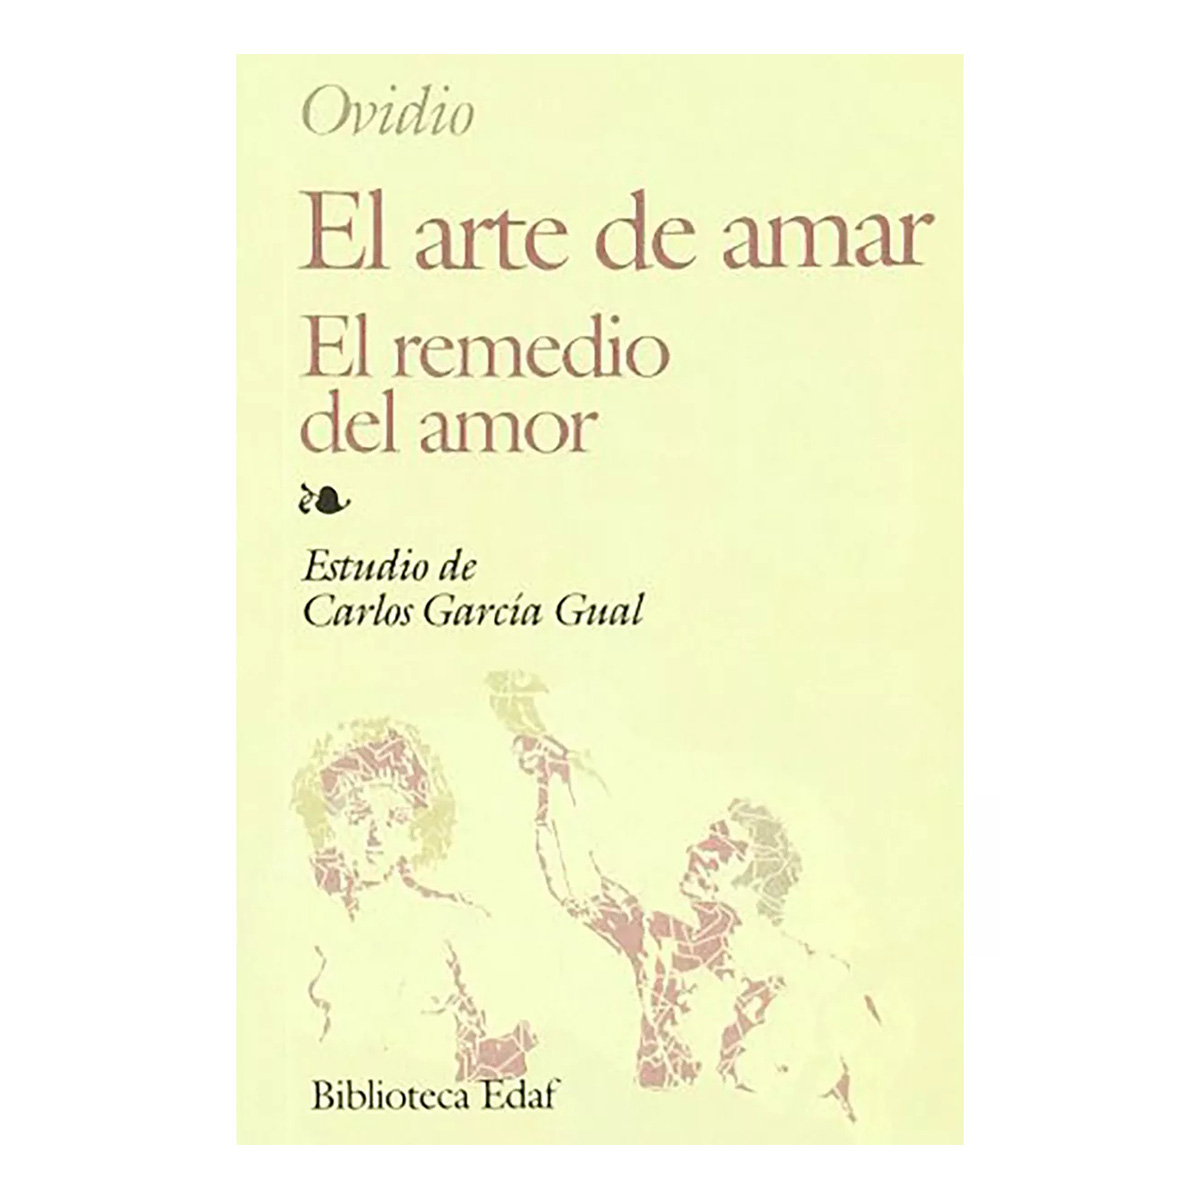 Ovidio
El arte de amar
El remedio
del amor
Estudio de
Carlos García Gual
Biblioteca Edaf